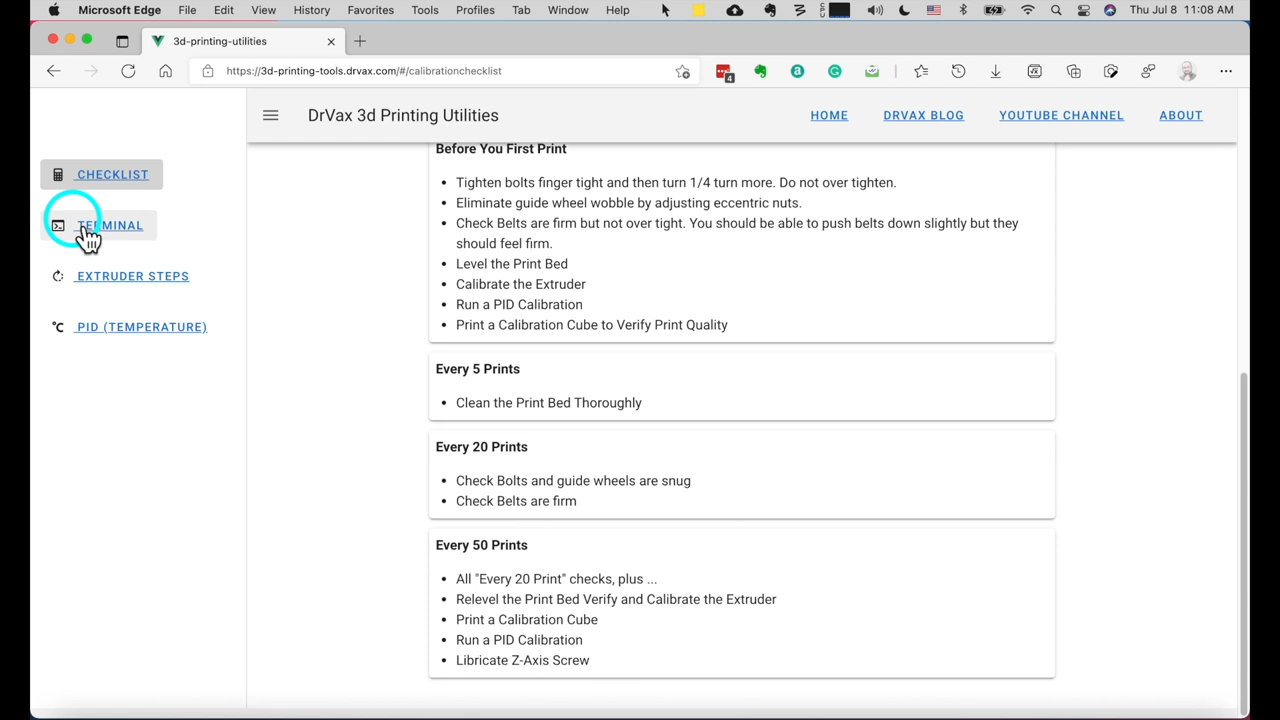 Microsoft Edge File Edit View History Favorites Tools Profiles Tab Window Help Thu Jul 8 11:08 AM
3d-printing-utilities
https://3d-printing-tools.drvax.com/#/calibrationchecklist
4
DrVax 3d Printing Utilities HOME DRVAX BLOG YOUTUBE CHANNEL ABOUT
CHECKLIST
TERMINAL
EXTRUDER STEPS
°C PID (TEMPERATURE)
Before You First Print
• Tighten bolts finger tight and then turn 1/4 turn more. Do not over tighten.
• Eliminate guide wheel wobble by adjusting eccentric nuts.
• Check Belts are firm but not over tight. You should be able to push belts down slightly but they
should feel firm.
• Level the Print Bed
• Calibrate the Extruder
• Run a PID Calibration
• Print a Calibration Cube to Verify Print Quality
Every 5 Prints
• Clean the Print Bed Thoroughly
Every 20 Prints
• Check Bolts and guide wheels are snug
• Check Belts are firm
Every 50 Prints
• All "Every 20 Print" checks, plus ...
• Relevel the Print Bed Verify and Calibrate the Extruder
• Print a Calibration Cube
• Run a PID Calibration
• Libricate Z-Axis Screw